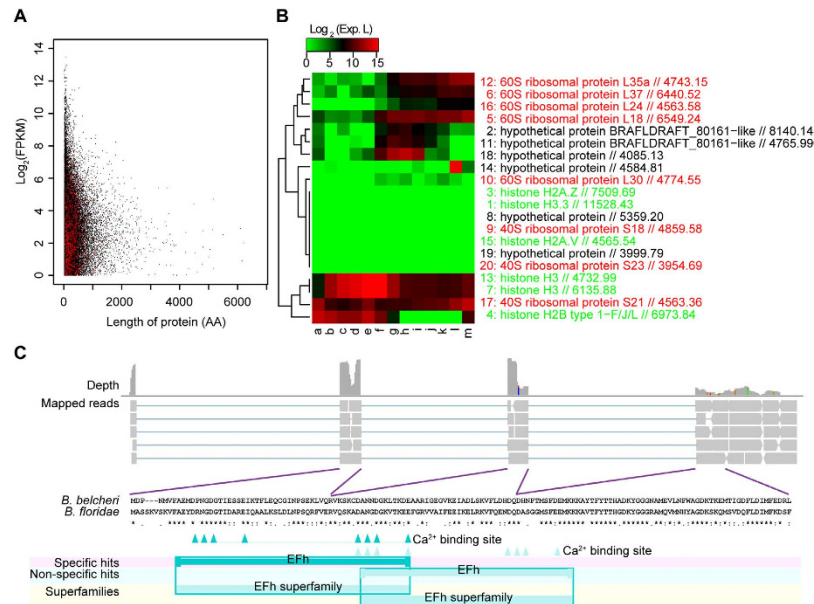 A
Log2(FPKM)
14
12
10
8
6
4
2
0
0 2000 4000 6000
Length of protein (AA)
B
Log2 (Exp. L)
0 5 10 15
12: 60S ribosomal protein L35a // 4743.15
6: 60S ribosomal protein L37 // 6440.52
16: 60S ribosomal protein L24 // 4563.58
5: 60S ribosomal protein L18 // 6549.24
2: hypothetical protein BRAFLDRAFT_80161-like // 8140.14
11: hypothetical protein BRAFLDRAFT_80161-like // 4765.99
18: hypothetical protein // 4085.13
14: hypothetical protein // 4584.81
10: 60S ribosomal protein L30 // 4774.55
3: histone H2A.Z // 7509.69
1: histone H3.3 // 11528.43
8: hypothetical protein // 5359.20
9: 40S ribosomal protein S18 // 4859.58
15: histone H2A.V // 4565.54
19: hypothetical protein // 3999.79
20: 40S ribosomal protein S23 // 3954.69
13: histone H3 // 4732.99
7: histone H3 // 6135.88
17: 40S ribosomal protein S21 // 4563.36
4: histone H2B type 1-F/J/L // 6973.84
a b c d e f g h i j k l m
C
Depth
Mapped reads
B. belcheri
B. floridae
Ca2+ binding site
Ca2+ binding site
Specific hits
EFh
Non-specific hits
EFh
Superfamilies
EFh superfamily
EFh superfamily